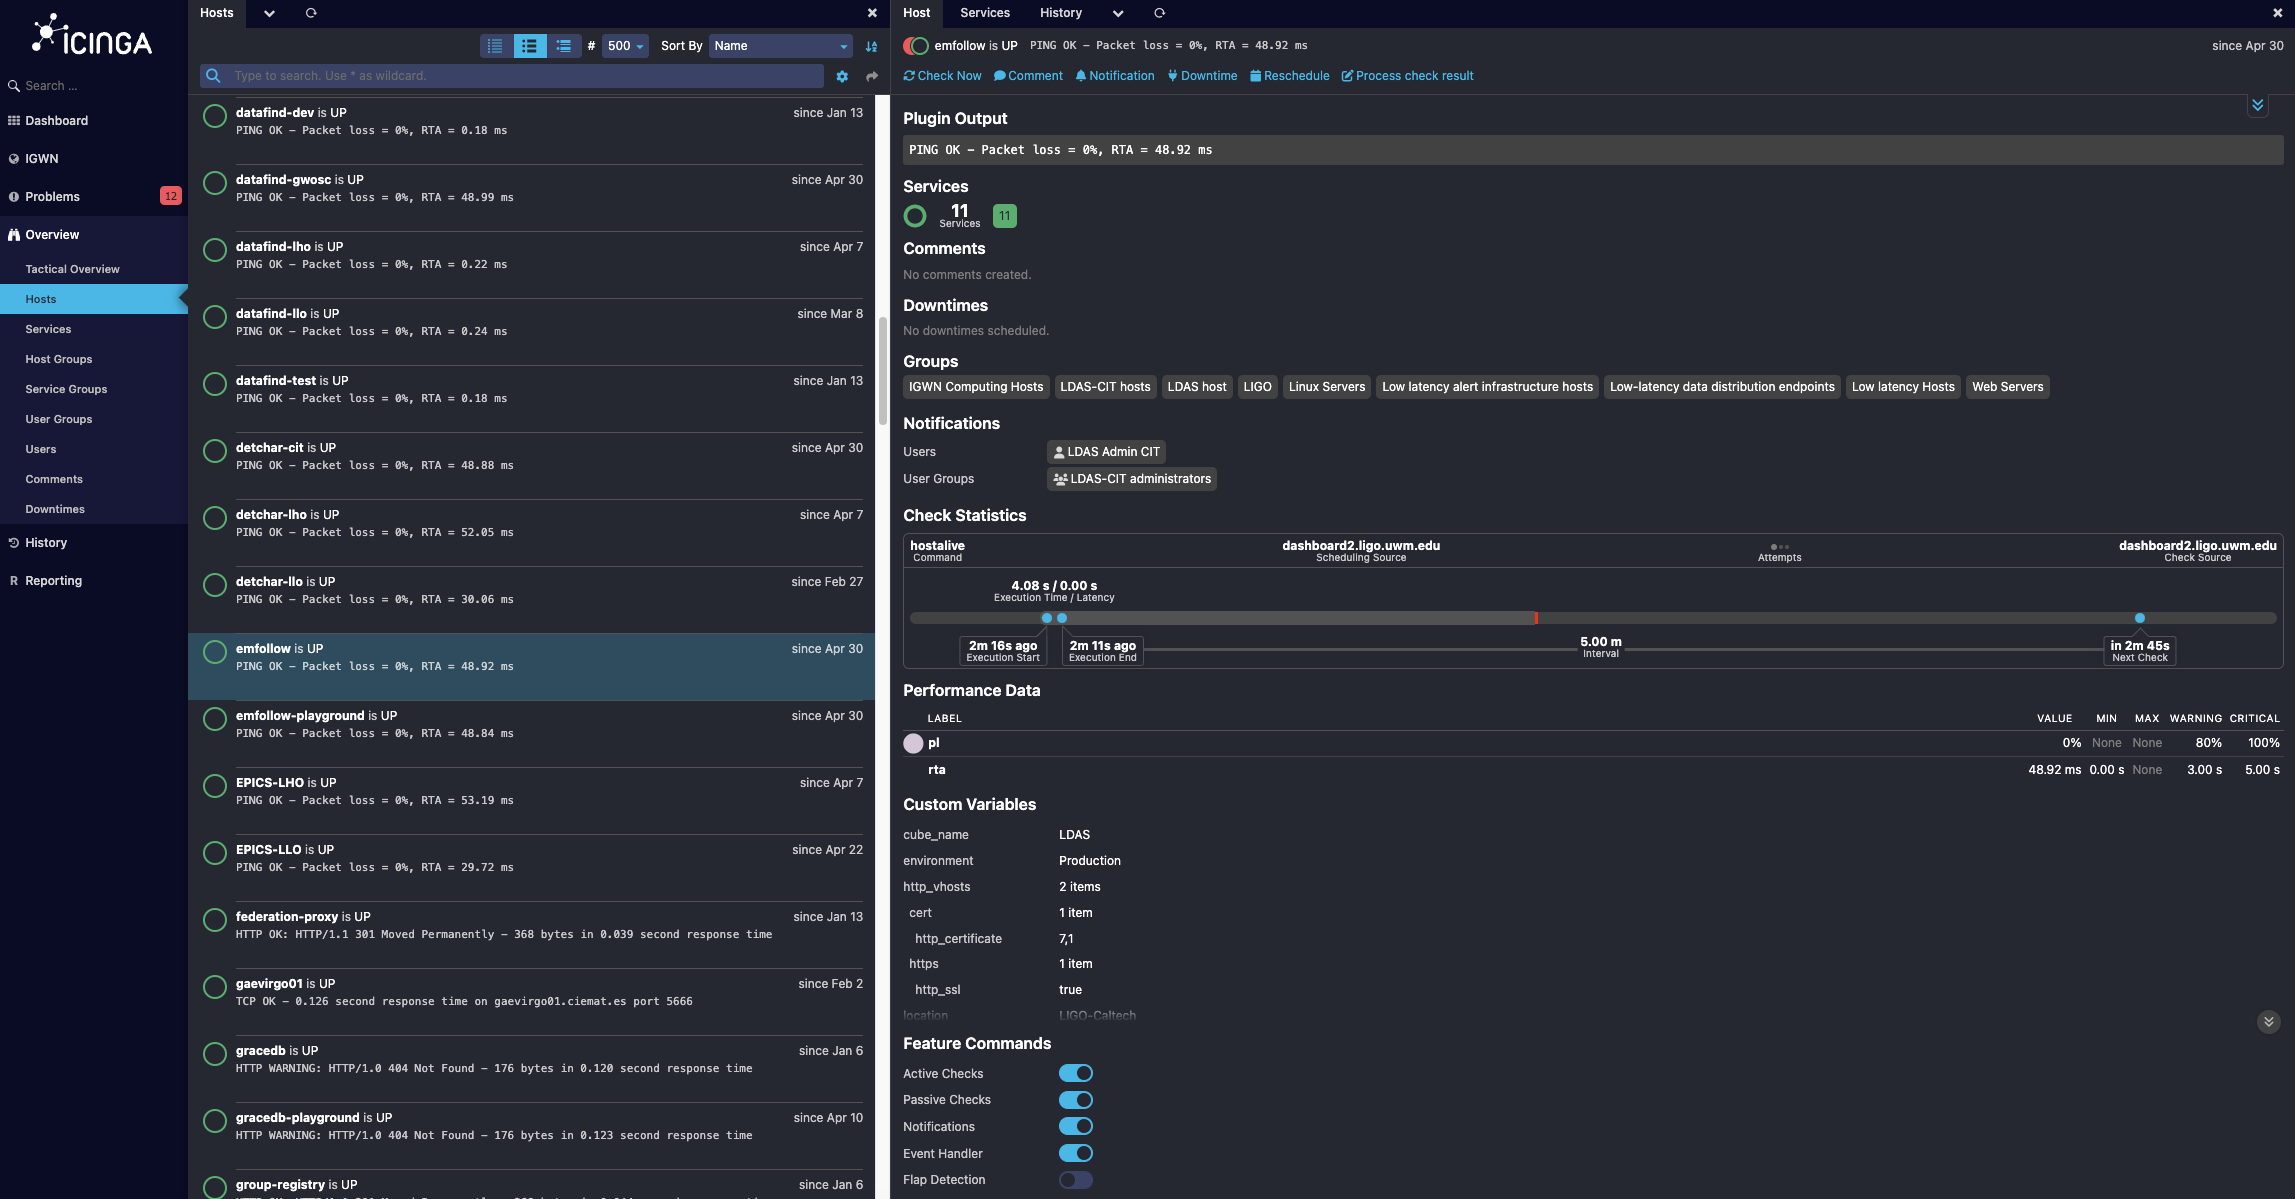 iCINGA
Search ...
Dashboard
IGWN
Problems 12
Overview
Tactical Overview
Hosts
Services
Host Groups
Service Groups
User Groups
Users
Comments
Downtimes
History
R Reporting
Hosts
# 500 Sort By Name
Type to search. Use * as wildcard.
datafind-dev is UP since Jan 13
PING OK - Packet loss = 0%, RTA = 0.18 ms
datafind-gwosc is UP since Apr 30
PING OK - Packet loss = 0%, RTA = 48.99 ms
datafind-lho is UP since Apr 7
PING OK - Packet loss = 0%, RTA = 0.22 ms
datafind-llo is UP since Mar 8
PING OK - Packet loss = 0%, RTA = 0.24 ms
datafind-test is UP since Jan 13
PING OK - Packet loss = 0%, RTA = 0.18 ms
detchar-cit is UP since Apr 30
PING OK - Packet loss = 0%, RTA = 48.88 ms
detchar-lho is UP since Apr 7
PING OK - Packet loss = 0%, RTA = 52.05 ms
detchar-llo is UP since Feb 27
PING OK - Packet loss = 0%, RTA = 30.06 ms
emfollow is UP since Apr 30
PING OK - Packet loss = 0%, RTA = 48.92 ms
emfollow-playground is UP since Apr 30
PING OK - Packet loss = 0%, RTA = 48.84 ms
EPICS-LHO is UP since Apr 7
PING OK - Packet loss = 0%, RTA = 53.19 ms
EPICS-LLO is UP since Apr 22
PING OK - Packet loss = 0%, RTA = 29.72 ms
federation-proxy is UP since Jan 13
HTTP OK: HTTP/1.1 301 Moved Permanently - 368 bytes in 0.039 second response time
gaevirgo01 is UP since Feb 2
TCP OK - 0.126 second response time on gaevirgo01.ciemat.es port 5666
gracedb is UP since Jan 6
HTTP WARNING: HTTP/1.0 404 Not Found - 176 bytes in 0.120 second response time
gracedb-playground is UP since Apr 10
HTTP WARNING: HTTP/1.0 404 Not Found - 176 bytes in 0.123 second response time
group-registry is UP since Jan 6
Host Services History
emfollow is UP PING OK - Packet loss = 0%, RTA = 48.92 ms since Apr 30
Check Now Comment Notification Downtime Reschedule Process check result
Plugin Output
PING OK - Packet loss = 0%, RTA = 48.92 ms
Services
11 11
Services
Comments
No comments created.
Downtimes
No downtimes scheduled.
Groups
IGWN Computing Hosts LDAS-CIT hosts LDAS host LIGO Linux Servers Low latency alert infrastructure hosts Low-latency data distribution endpoints Low latency Hosts Web Servers
Notifications
Users LDAS Admin CIT
User Groups LDAS-CIT administrators
Check Statistics
hostalive dashboard2.ligo.uwm.edu dashboard2.ligo.uwm.edu
Command Scheduling Source Attempts Check Source
4.08 s / 0.00 s
Execution Time / Latency
2m 16s ago 2m 11s ago 5.00 m in 2m 45s
Execution Start Execution End Interval Next Check
Performance Data
LABEL VALUE MIN MAX WARNING CRITICAL
pl 0% None None 80% 100%
rta 48.92 ms 0.00 s None 3.00 s 5.00 s
Custom Variables
cube_name LDAS
environment Production
http_vhosts 2 items
cert 1 item
http_certificate 7,1
https 1 item
http_ssl true
location LIGO-Caltech
Feature Commands
Active Checks
Passive Checks
Notifications
Event Handler
Flap Detection